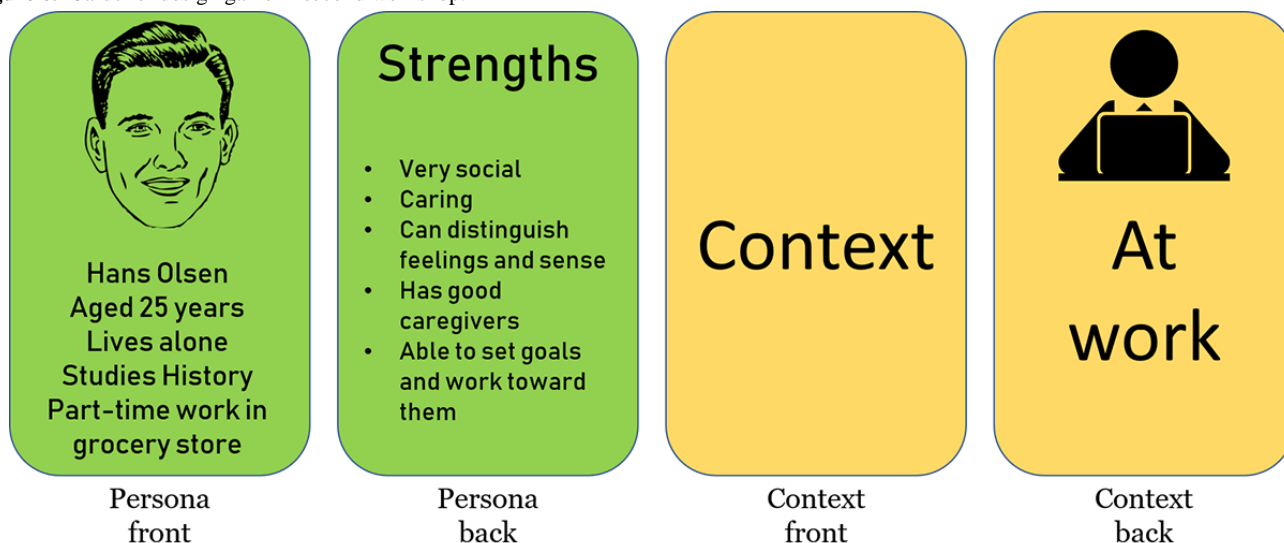 Hans Olsen
Aged 25 years
Lives alone
Studies History
Part-time work in
grocery store
Strengths
• Very social
• Caring
• Can distinguish
feelings and sense
• Has good
caregivers
• Able to set goals
and work toward
them
Context
At
work
Persona
front
Persona
back
Context
front
Context
back